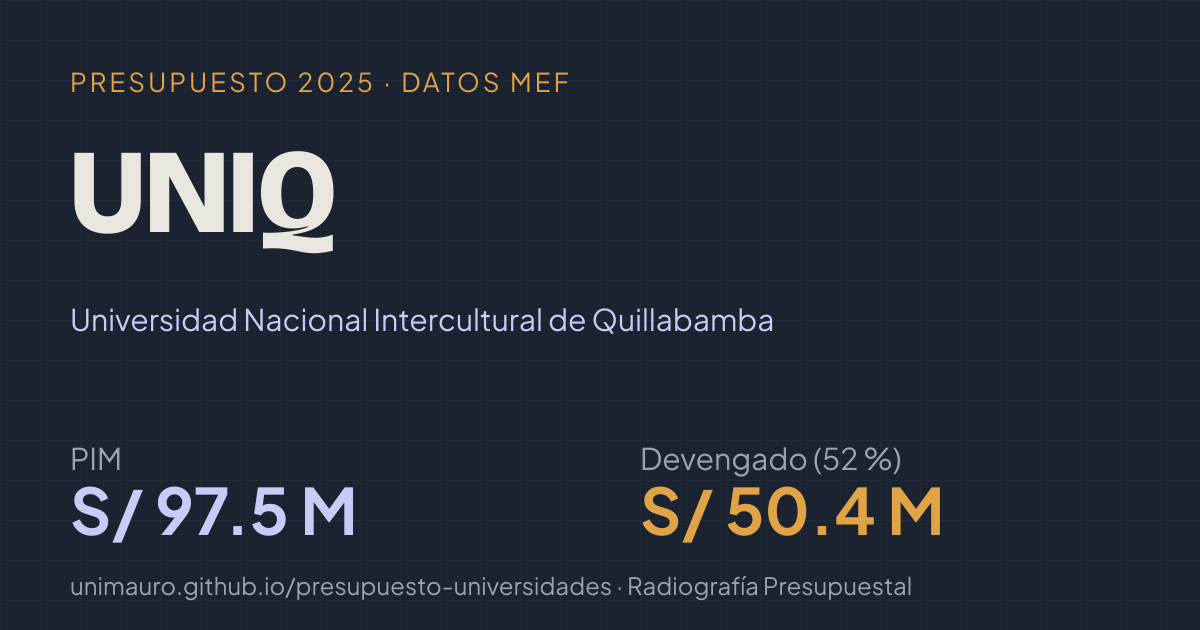 PRESUPUESTO 2025 · DATOS MEF
UNIQ
Universidad Nacional Intercultural de Quillabamba
PIM
S/ 97.5 M
Devengado (52 %)
S/ 50.4 M
unimauro.github.io/presupuesto-universidades · Radiografía Presupuestal